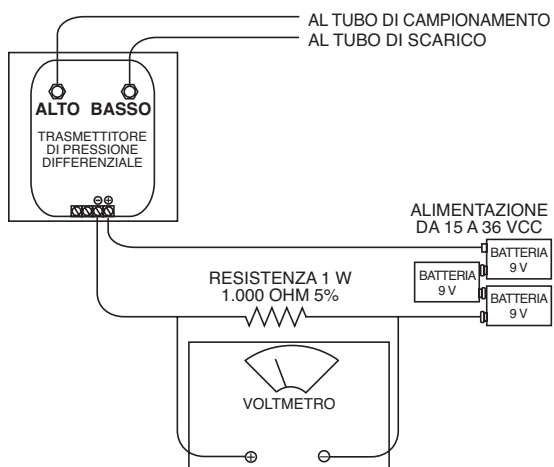 AL TUBO DI CAMPIONAMENTO
AL TUBO DI SCARICO
ALTO BASSO
TRASMETTITORE
DI PRESSIONE
DIFFERENZIALE
ALIMENTAZIONE
DA 15 A 36 VCC
BATTERIA
9 V
BATTERIA
9 V
BATTERIA
9 V
RESISTENZA 1 W
1.000 OHM 5%
VOLTMETRO